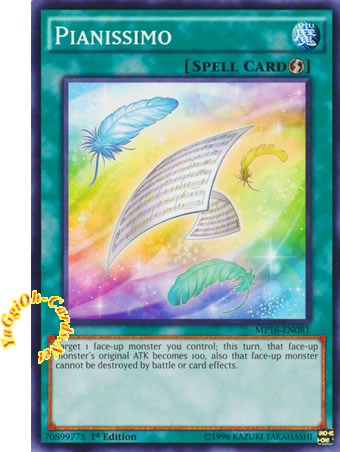 PIANISSIMO
[SPELL CARD]
MP16-EN081
Target 1 face-up monster you control; this turn, that face-up
monster's original ATK becomes 100, also that face-up monster
cannot be destroyed by battle or card effects.
70899775 1st Edition ©1996 KAZUKI TAKAHASHI